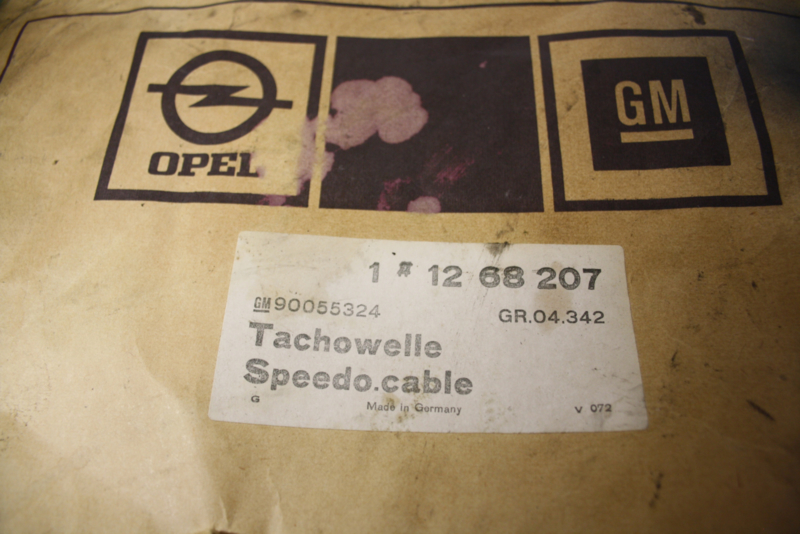 OPEL
GM
1 # 12 68 207
GM 90055324
GR.04.342
Tachowelle
Speedo.cable
G
Made in Germany
V 072